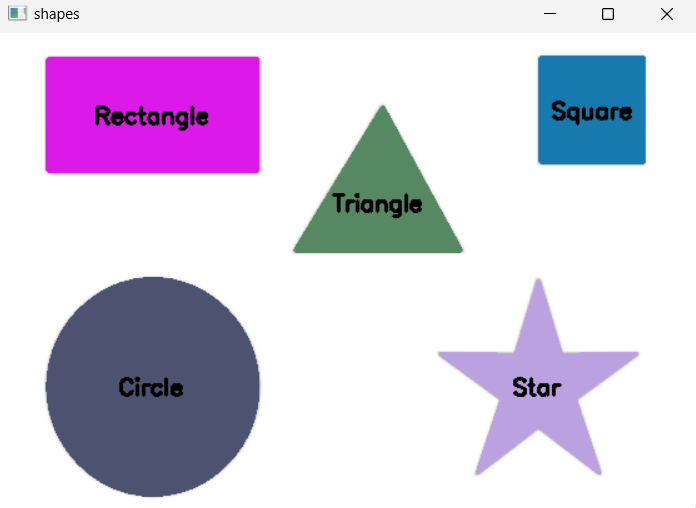 shapes
Rectangle
Square
Triangle
Circle
Star